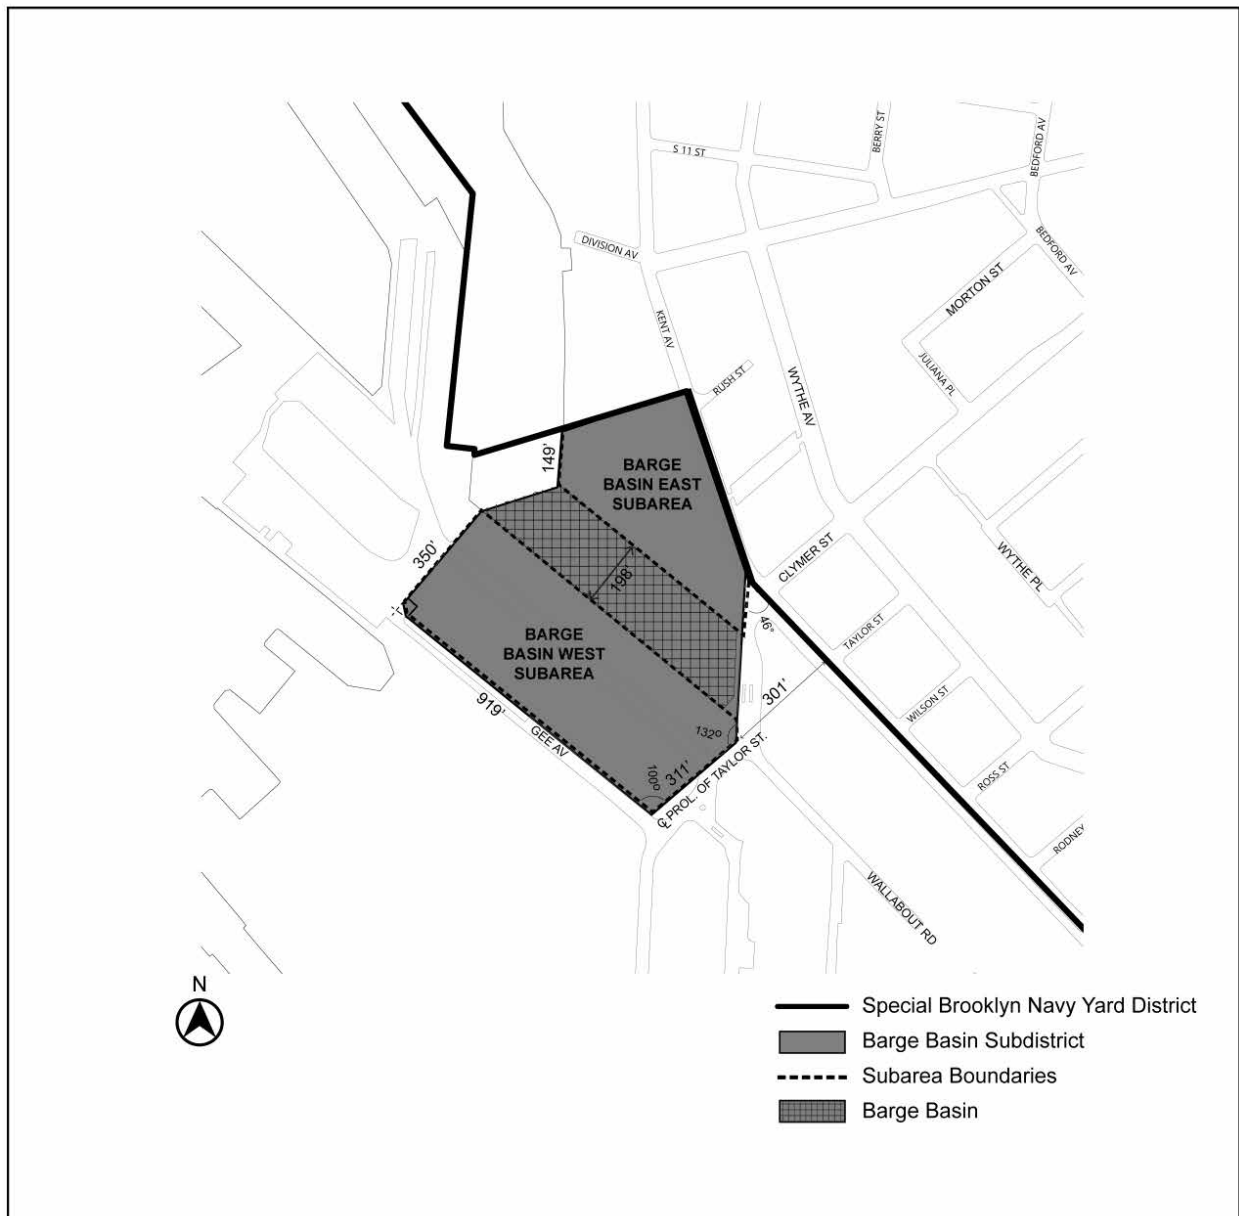 S 11 ST
BERRY ST
BEDFORD AV
DIVISION AV
BEDFORD AV
MORTON ST
KENT AV
JULIANA PL
RUSH ST
WYTHE AV
149'
BARGE
BASIN EAST
SUBAREA
350'
198'
CLYMER ST
WYTHE PL
46°
TAYLOR ST
BARGE
BASIN WEST
SUBAREA
301'
WILSON ST
919'
GEE AV
132°
311'
100°
℄ PROL. OF TAYLOR ST.
ROSS ST
RODNEY
WALLABOUT RD
N
Special Brooklyn Navy Yard District
Barge Basin Subdistrict
Subarea Boundaries
Barge Basin